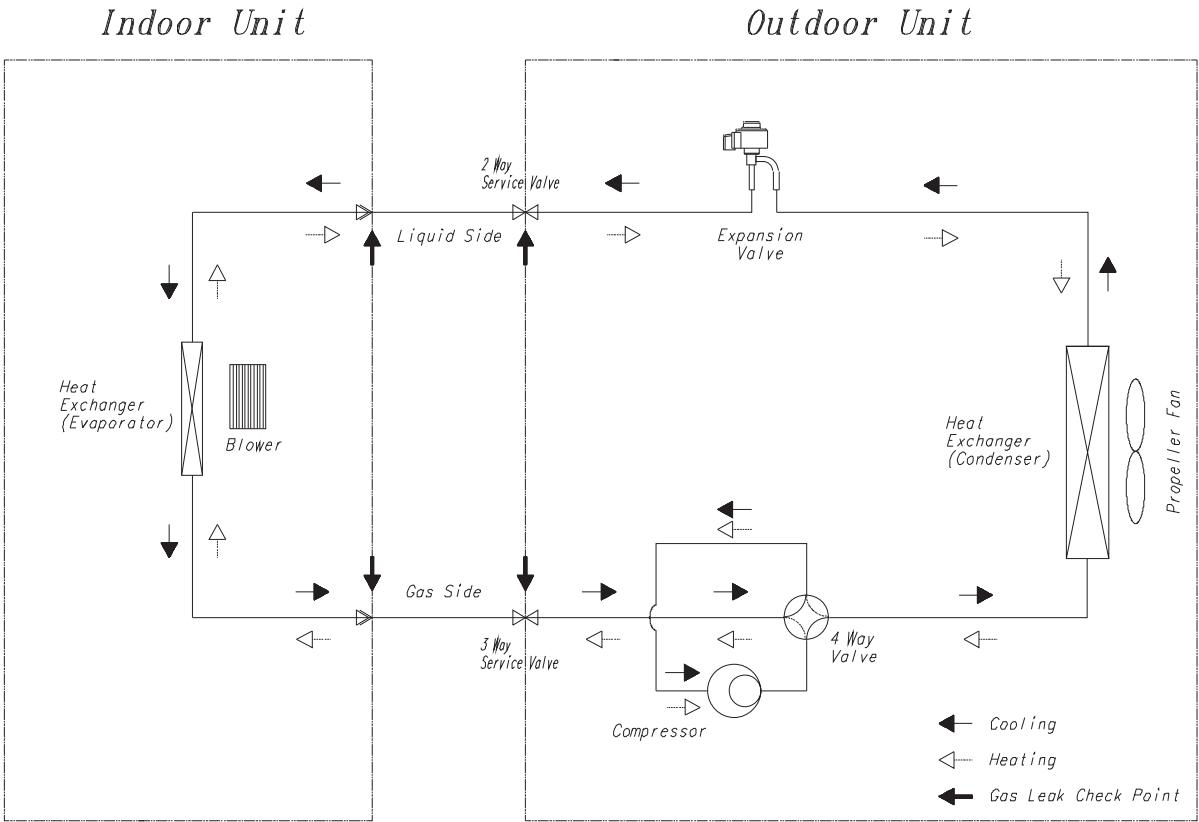 Indoor Unit
Outdoor Unit
2 Way
Service Valve
Liquid Side
Expansion
Valve
Heat
Exchanger
(Evaporator)
Blower
Heat
Exchanger
(Condenser)
Propeller Fan
Gas Side
3 Way
Service Valve
4 Way
Valve
Compressor
Cooling
Heating
Gas Leak Check Point